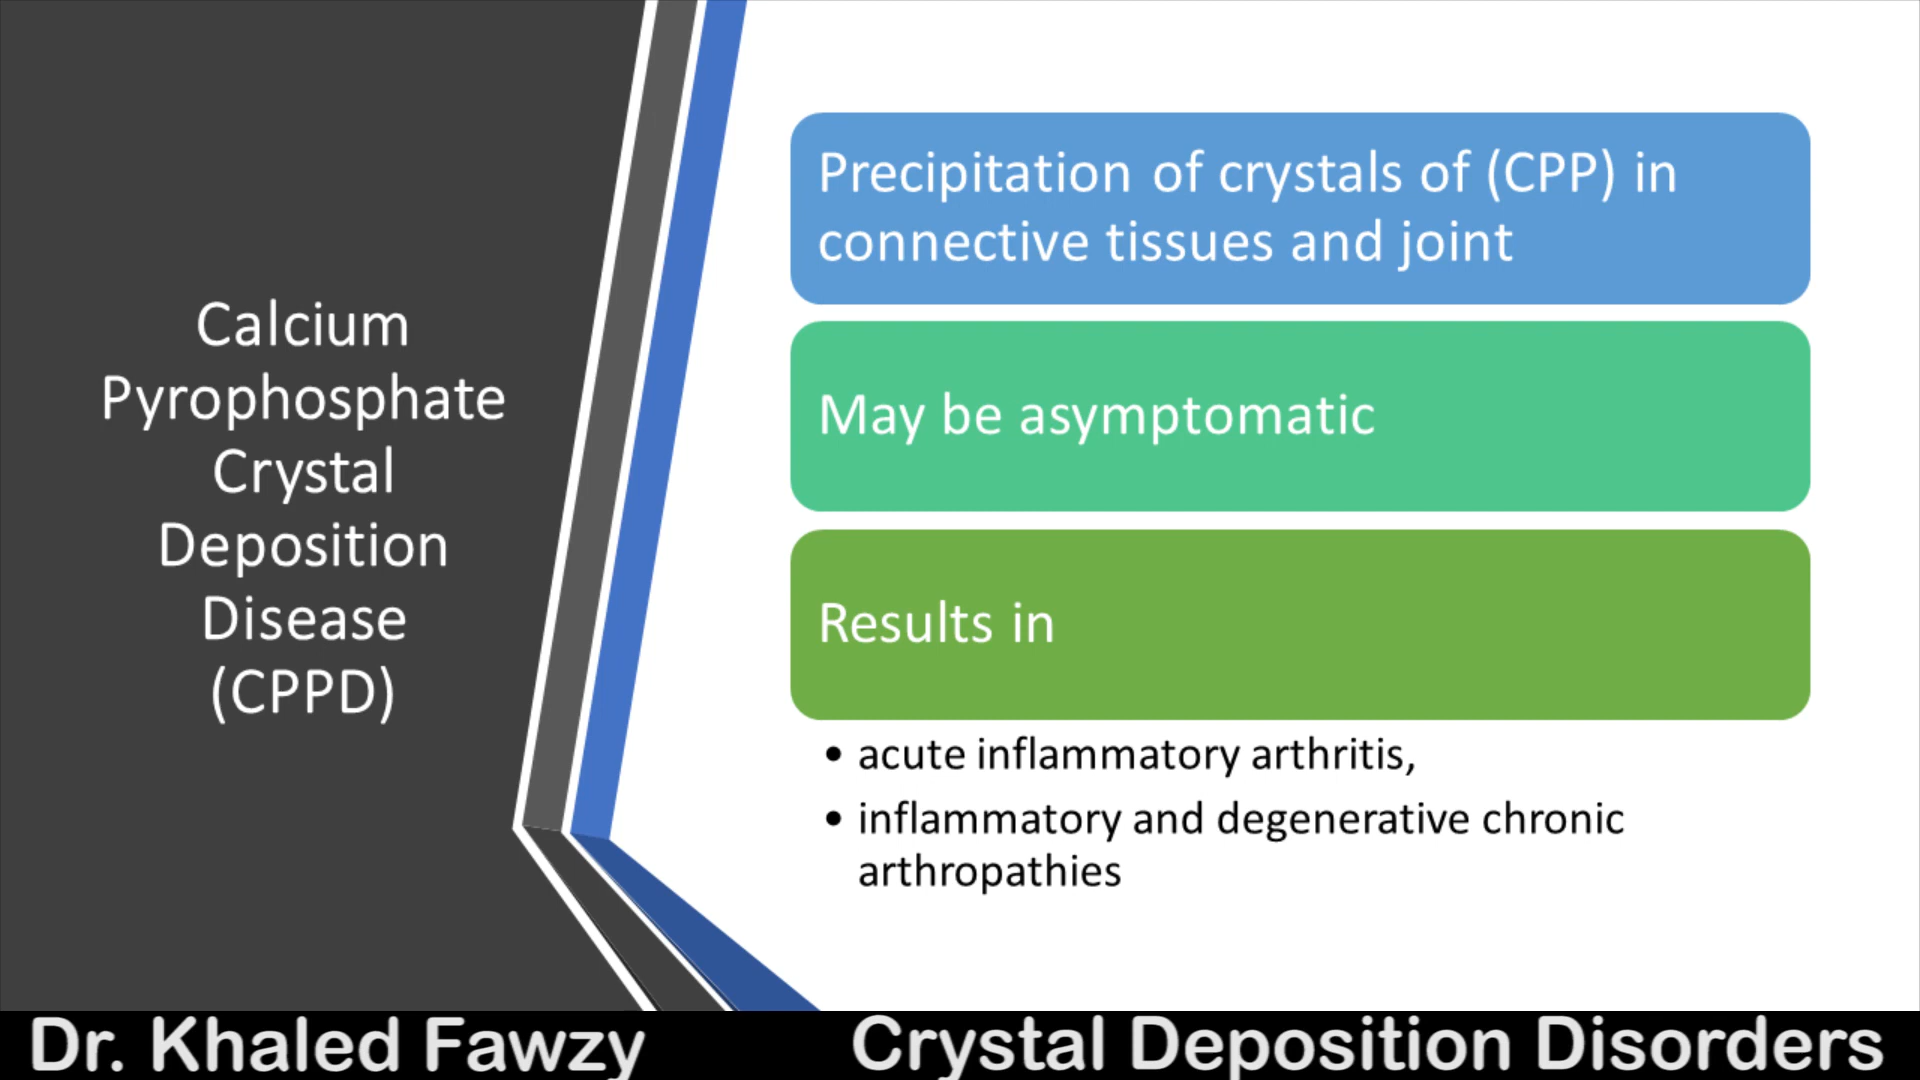 Calcium
Pyrophosphate
Crystal
Deposition
Disease
(CPPD)
Precipitation of crystals of (CPP) in
connective tissues and joint
May be asymptomatic
Results in
• acute inflammatory arthritis,
• inflammatory and degenerative chronic
arthropathies
Dr. Khaled Fawzy
Crystal Deposition Disorders